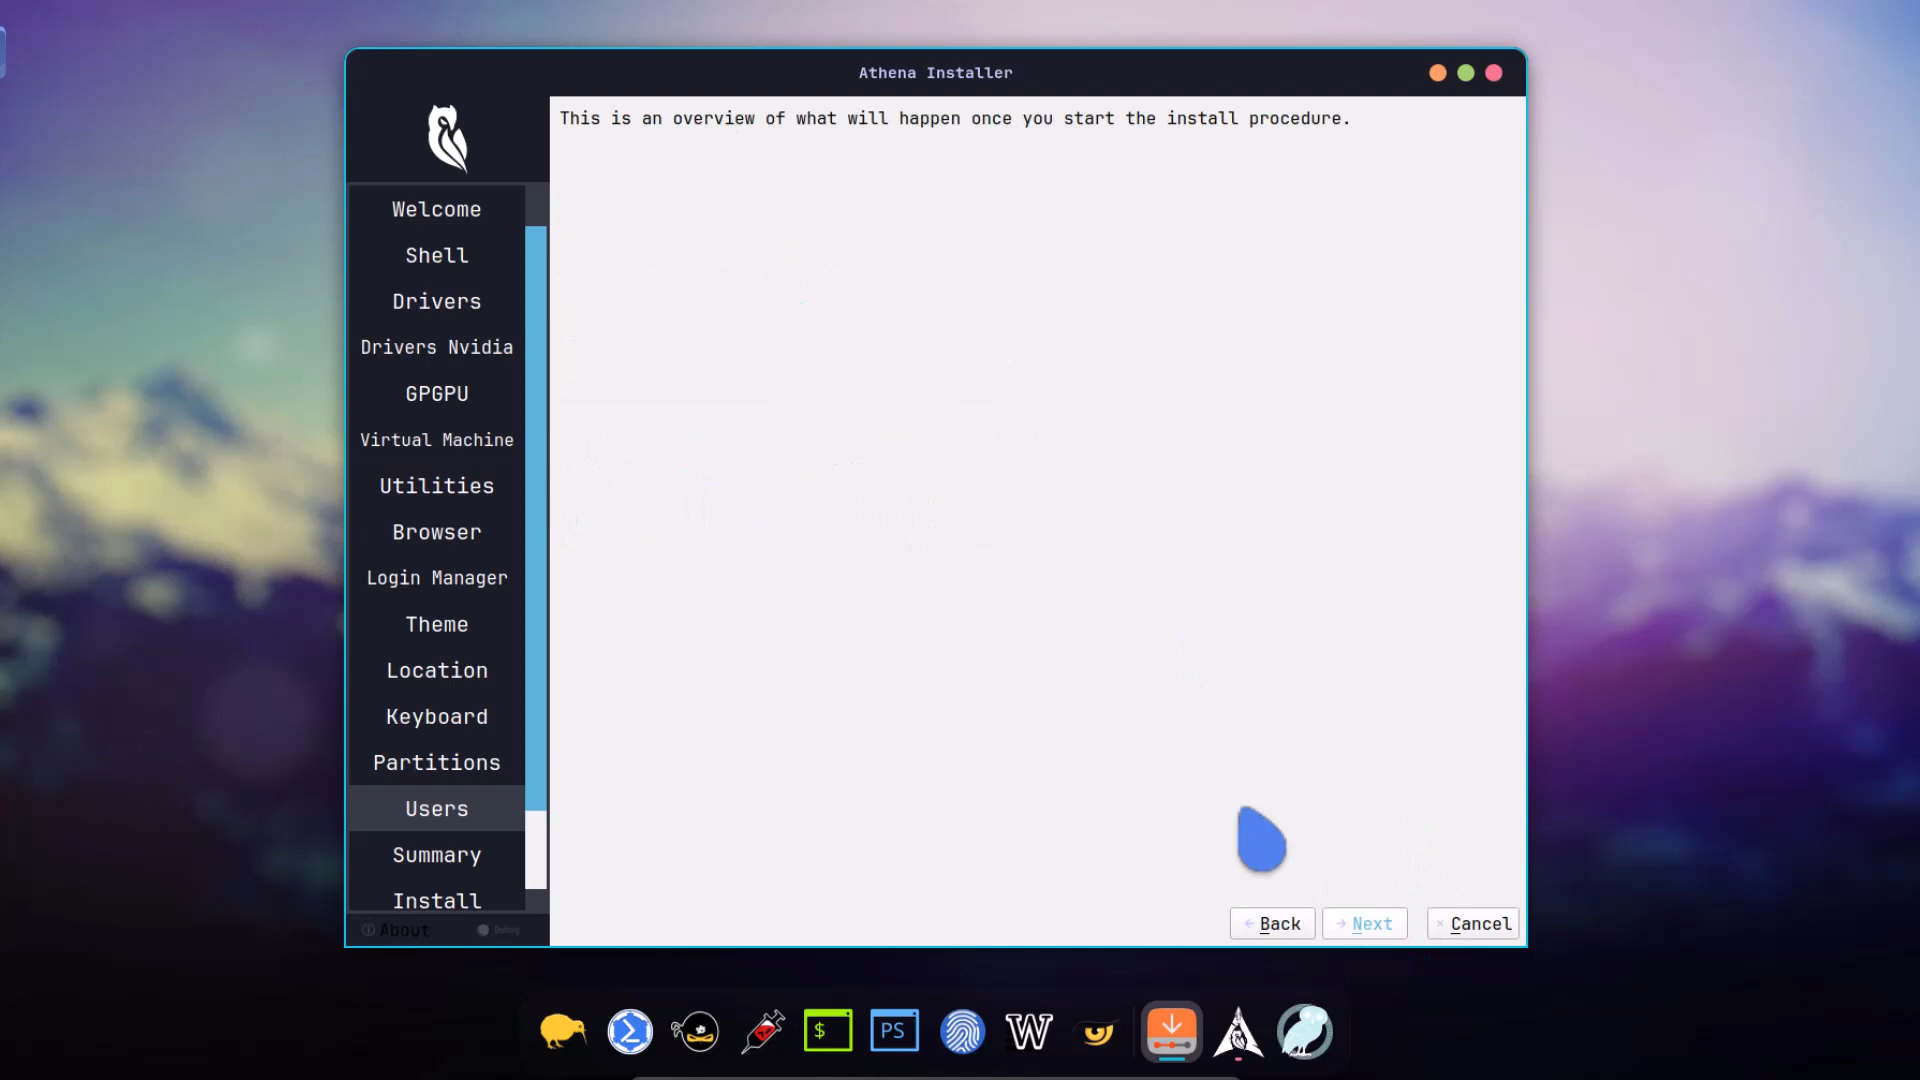 Athena Installer
This is an overview of what will happen once you start the install procedure.
Welcome
Shell
Drivers
Drivers Nvidia
GPGPU
Virtual Machine
Utilities
Browser
Login Manager
Theme
Location
Keyboard
Partitions
Users
Summary
Install
About
Debug
Back
Next
Cancel
$
PS
W